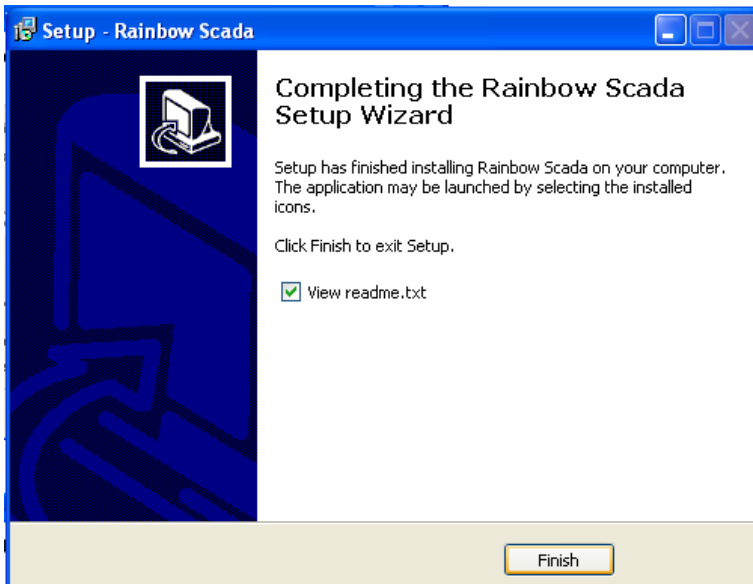 Setup - Rainbow Scada
Completing the Rainbow Scada
Setup Wizard
Setup has finished installing Rainbow Scada on your computer.
The application may be launched by selecting the installed
icons.
Click Finish to exit Setup.
View readme.txt
Finish